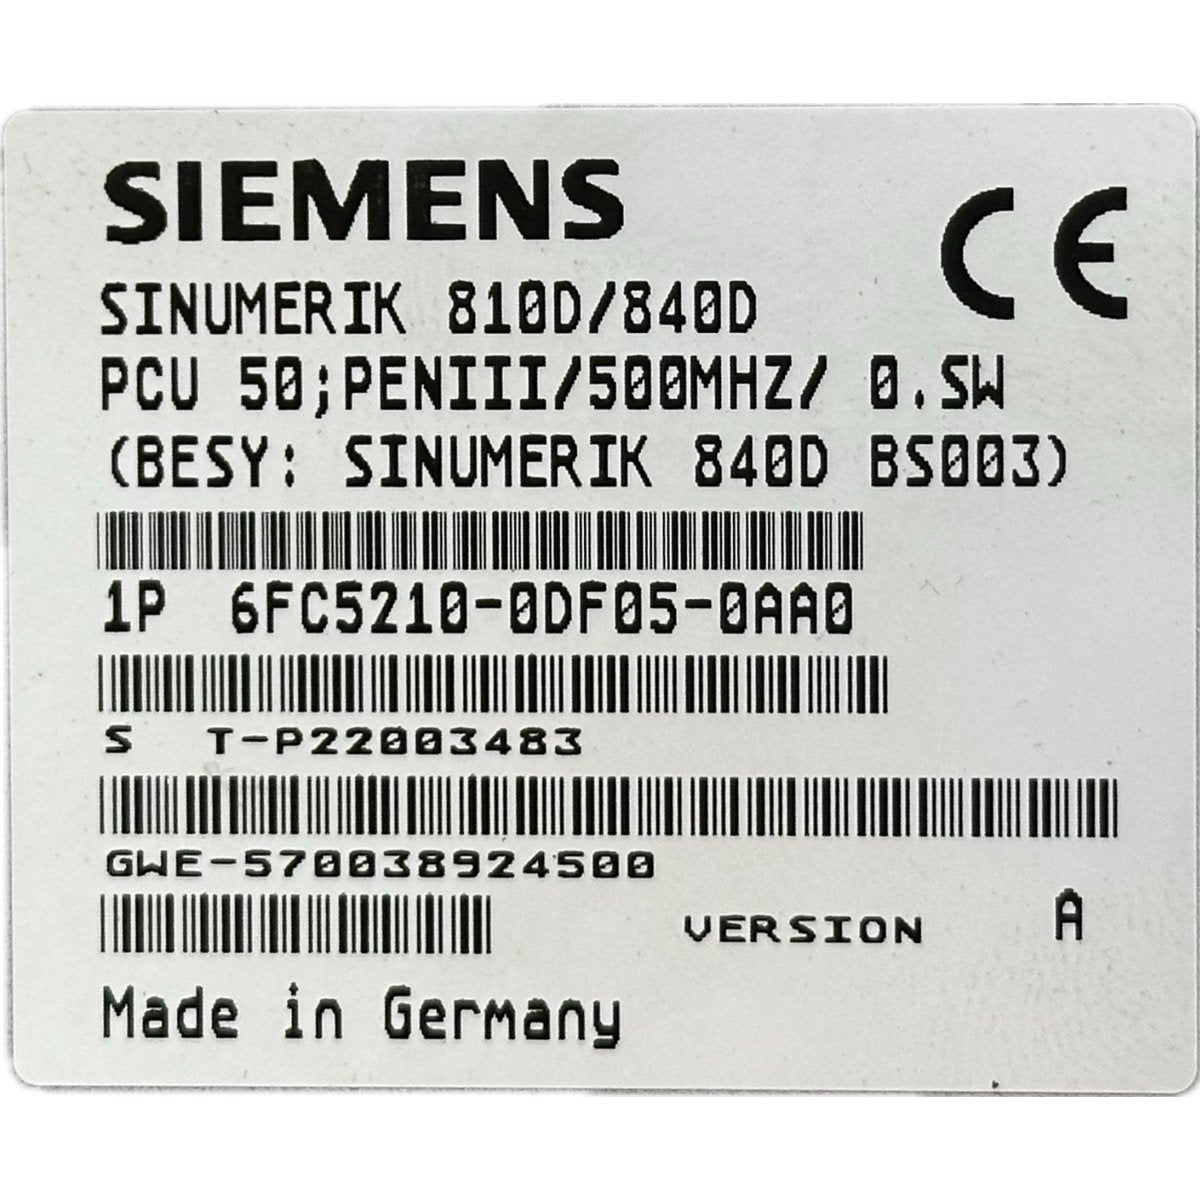 SIEMENS
CE
SINUMERIK 810D/840D
PCU 50;PENIII/500MHZ/ 0.SW
(BESY: SINUMERIK 840D BS003)
1P 6FC5210-0DF05-0AA0
S T-P22003483
GWE-570038924500
VERSION A
Made in Germany